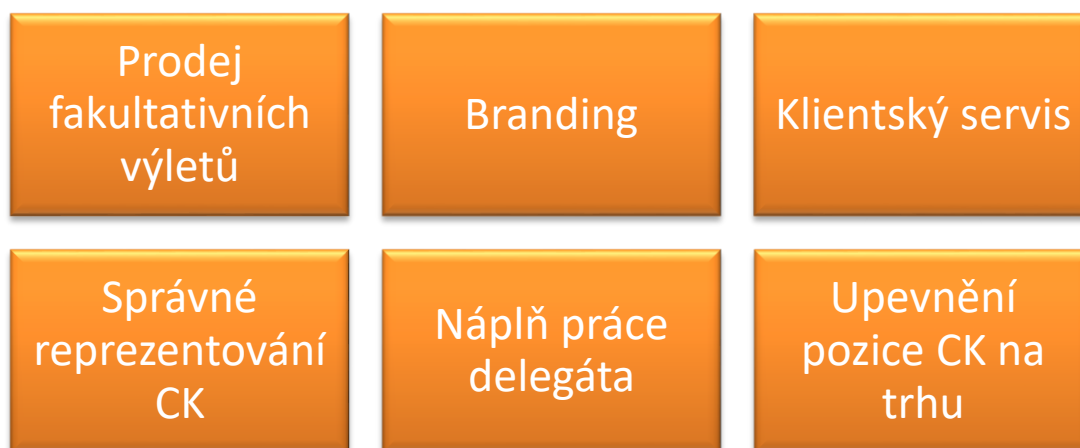 Prodej
fakultativních
výletů
Branding
Klientský servis
Správné
reprezentování
CK
Náplň práce
delegáta
Upevnění
pozice CK na
trhu